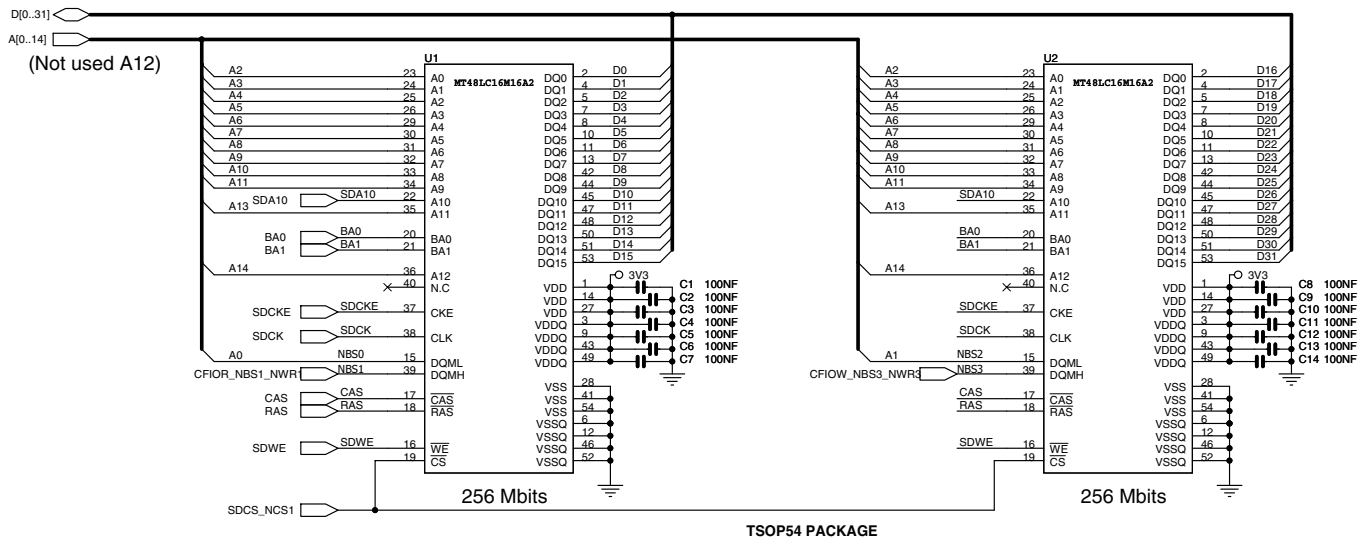 D[0..31]
A[0..14]
(Not used A12)
U1
MT48LC16M16A2
A2 23 A0 DQ0 2 D0
A3 24 A1 DQ1 4 D1
A4 25 A2 DQ2 5 D2
A5 26 A3 DQ3 7 D3
A6 29 A4 DQ4 8 D4
A7 30 A5 DQ5 10 D5
A8 31 A6 DQ6 11 D6
A9 32 A7 DQ7 13 D7
A10 33 A8 DQ8 42 D8
A11 34 A9 DQ9 44 D9
SDA10 SDA10 22 A10 DQ10 45 D10
A13 35 A11 DQ11 47 D11
DQ12 48 D12
BA0 BA0 20 BA0 DQ13 50 D13
BA1 BA1 21 BA1 DQ14 51 D14
DQ15 53 D15
A14 36 A12 3V3
40 N.C VDD 1 C1 100NF
VDD 14 C2 100NF
SDCKE SDCKE 37 CKE VDD 27 C3 100NF
VDDQ 3 C4 100NF
SDCK SDCK 38 CLK VDDQ 9 C5 100NF
VDDQ 43 C6 100NF
A0 NBS0 15 DQML VDDQ 49 C7 100NF
CFIOR_NBS1_NWR1 NBS1 39 DQMH
VSS 28
CAS CAS 17 CAS VSS 41
RAS RAS 18 RAS VSS 54
VSSQ 6
VSSQ 12
SDWE SDWE 16 WE VSSQ 46
19 CS VSSQ 52
256 Mbits
SDCS_NCS1
U2
MT48LC16M16A2
A2 23 A0 DQ0 2 D16
A3 24 A1 DQ1 4 D17
A4 25 A2 DQ2 5 D18
A5 26 A3 DQ3 7 D19
A6 29 A4 DQ4 8 D20
A7 30 A5 DQ5 10 D21
A8 31 A6 DQ6 11 D22
A9 32 A7 DQ7 13 D23
A10 33 A8 DQ8 42 D24
A11 34 A9 DQ9 44 D25
SDA10 22 A10 DQ10 45 D26
A13 35 A11 DQ11 47 D27
DQ12 48 D28
BA0 20 BA0 DQ13 50 D29
BA1 21 BA1 DQ14 51 D30
DQ15 53 D31
A14 36 A12 3V3
40 N.C VDD 1 C8 100NF
VDD 14 C9 100NF
SDCKE 37 CKE VDD 27 C10 100NF
VDDQ 3 C11 100NF
SDCK 38 CLK VDDQ 9 C12 100NF
VDDQ 43 C13 100NF
A1 NBS2 15 DQML VDDQ 49 C14 100NF
CFIOW_NBS3_NWR3 NBS3 39 DQMH
VSS 28
CAS 17 CAS VSS 41
RAS 18 RAS VSS 54
VSSQ 6
VSSQ 12
SDWE 16 WE VSSQ 46
19 CS VSSQ 52
256 Mbits
TSOP54 PACKAGE